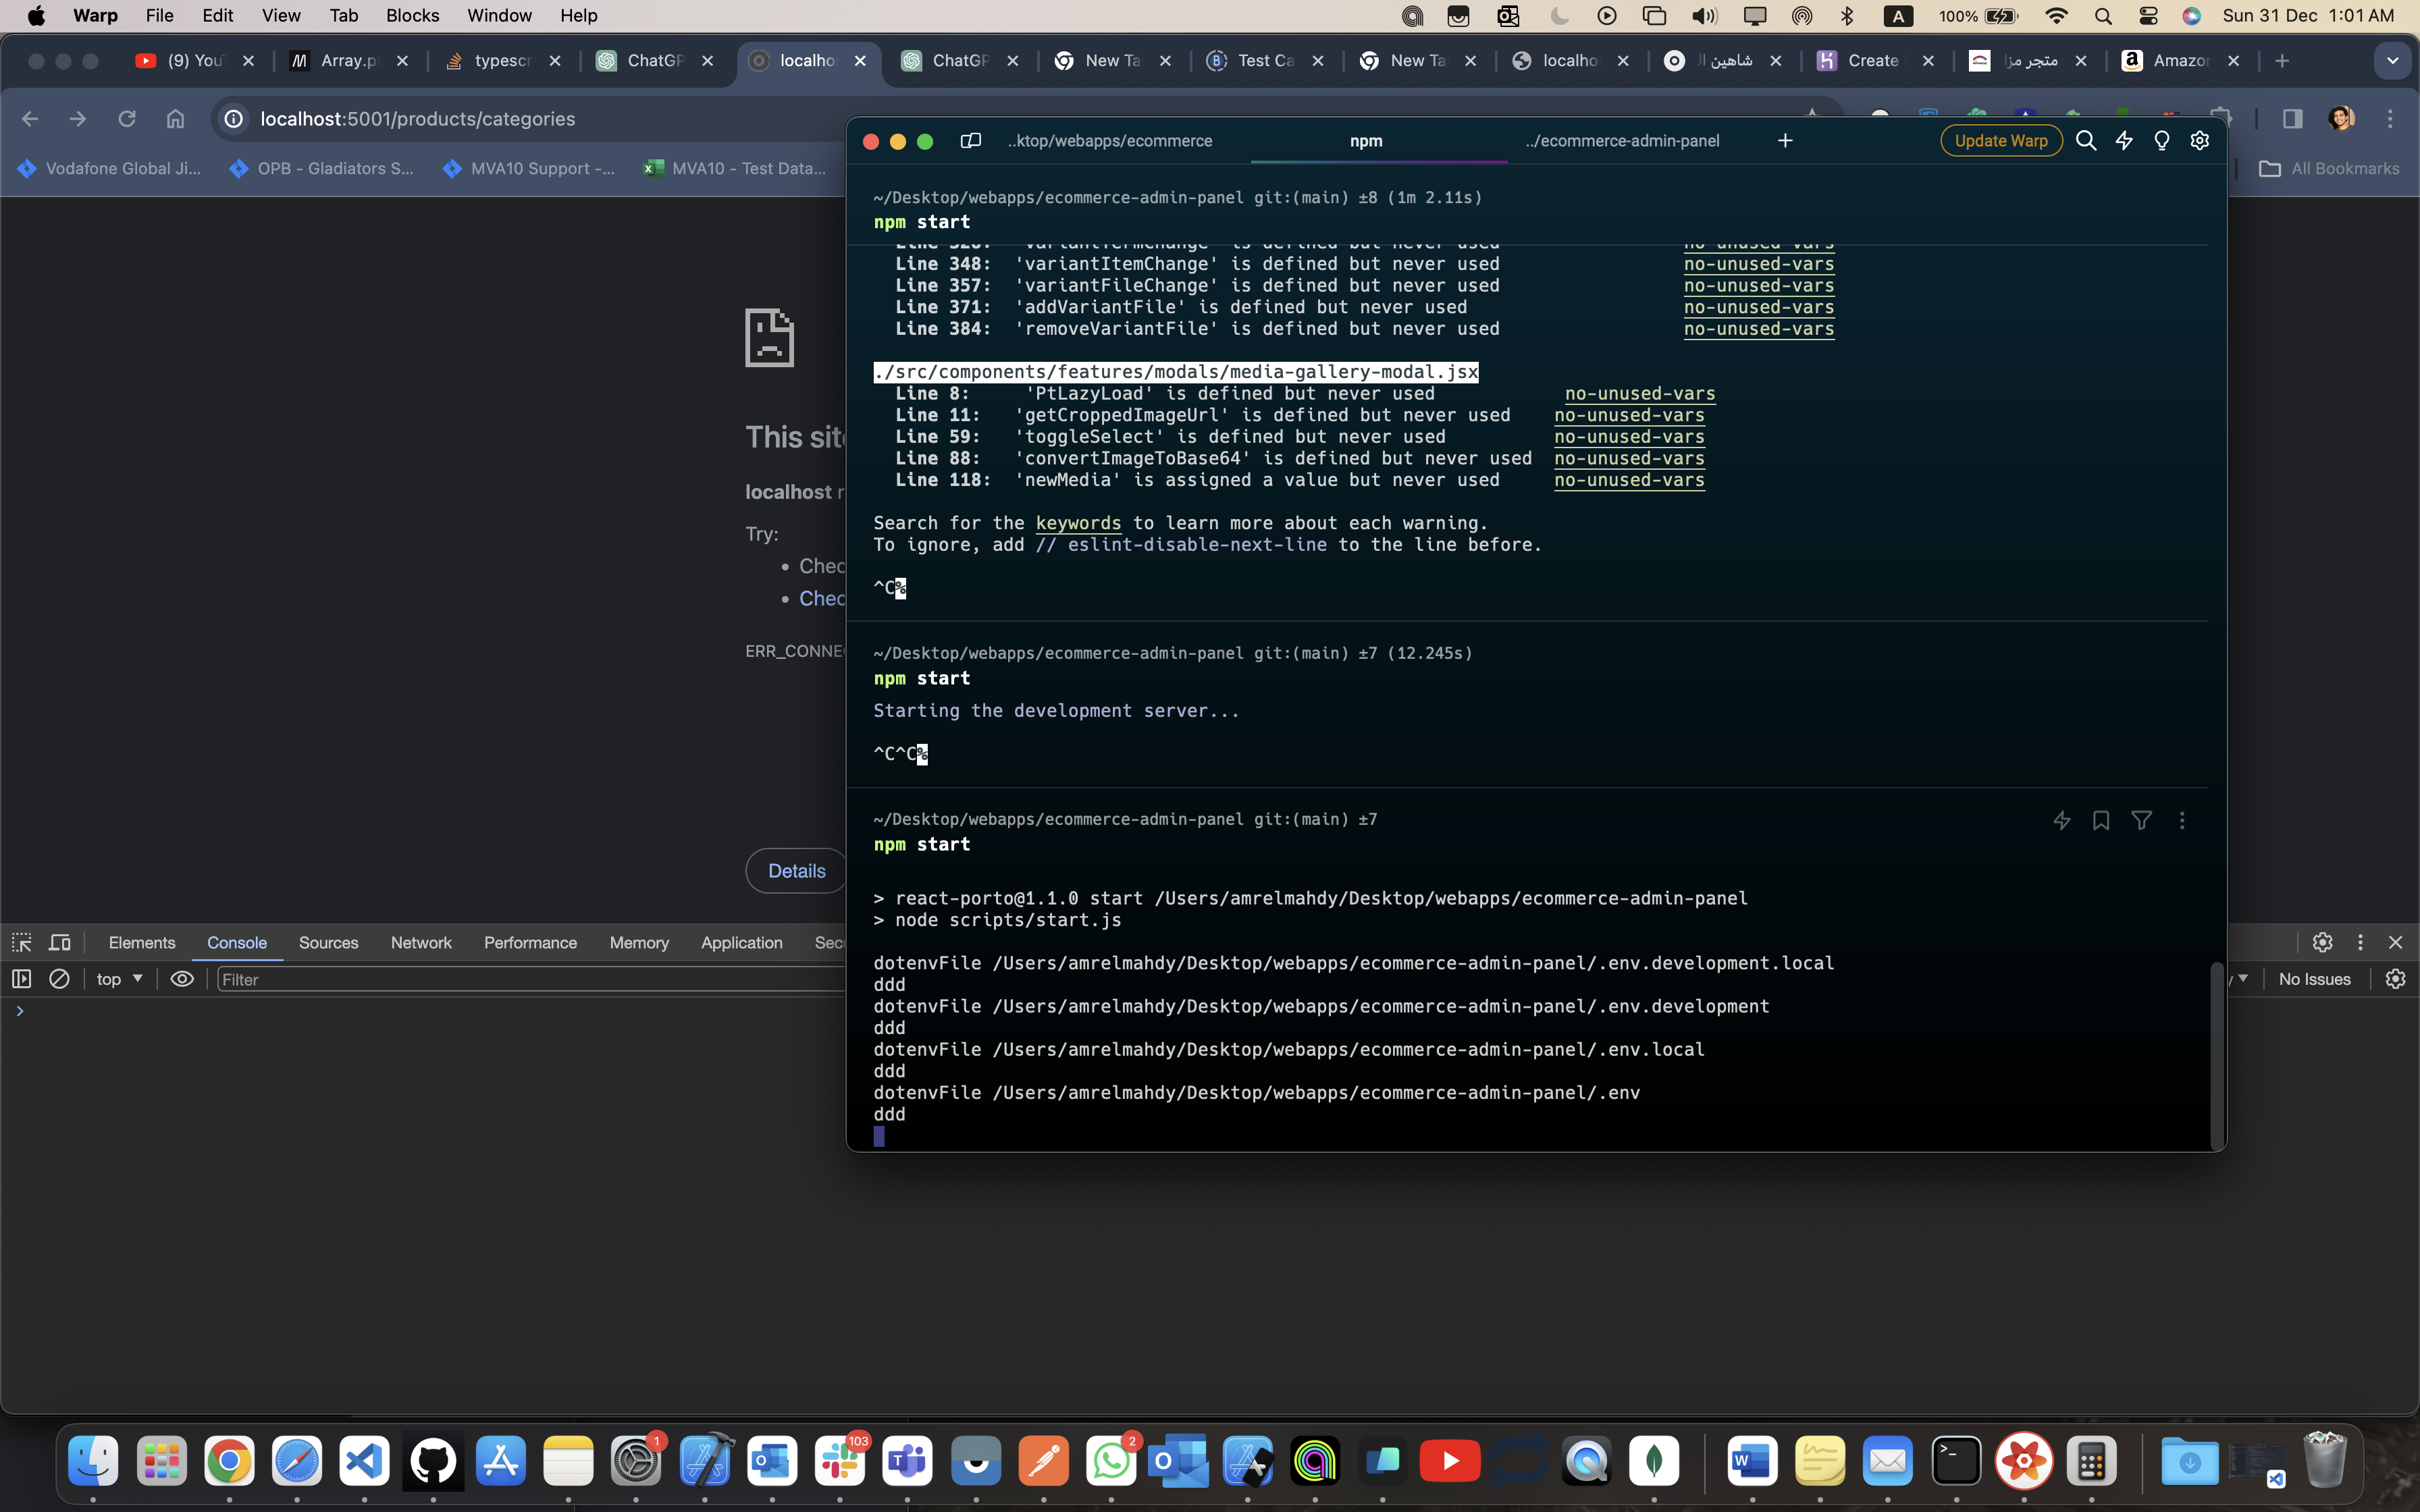 Warp File Edit View Tab Blocks Window Help
A 100% Sun 31 Dec 1:01 AM
(9) You
Array.p
typescr
ChatGP
localho
ChatGP
New Ta
Test Ca
New Ta
localho
شاهين ال
Create
متجر مزا
Amazon
localhost:5001/products/categories
Vodafone Global Ji...
OPB - Gladiators S...
MVA10 Support -...
MVA10 - Test Data...
All Bookmarks
..ktop/webapps/ecommerce
npm
../ecommerce-admin-panel
Update Warp
This sit
localhost r
Try:
Chec
Chec
ERR_CONNE
Details
~/Desktop/webapps/ecommerce-admin-panel git:(main) ±8 (1m 2.11s)
npm start
Line 348: 'variantItemChange' is defined but never used no-unused-vars
Line 357: 'variantFileChange' is defined but never used no-unused-vars
Line 371: 'addVariantFile' is defined but never used no-unused-vars
Line 384: 'removeVariantFile' is defined but never used no-unused-vars
./src/components/features/modals/media-gallery-modal.jsx
Line 8: 'PtLazyLoad' is defined but never used no-unused-vars
Line 11: 'getCroppedImageUrl' is defined but never used no-unused-vars
Line 59: 'toggleSelect' is defined but never used no-unused-vars
Line 88: 'convertImageToBase64' is defined but never used no-unused-vars
Line 118: 'newMedia' is assigned a value but never used no-unused-vars
Search for the keywords to learn more about each warning.
To ignore, add // eslint-disable-next-line to the line before.
^C%
~/Desktop/webapps/ecommerce-admin-panel git:(main) ±7 (12.245s)
npm start
Starting the development server...
^C^C%
~/Desktop/webapps/ecommerce-admin-panel git:(main) ±7
npm start
> react-porto@1.1.0 start /Users/amrelmahdy/Desktop/webapps/ecommerce-admin-panel
> node scripts/start.js
dotenvFile /Users/amrelmahdy/Desktop/webapps/ecommerce-admin-panel/.env.development.local
ddd
dotenvFile /Users/amrelmahdy/Desktop/webapps/ecommerce-admin-panel/.env.development
ddd
dotenvFile /Users/amrelmahdy/Desktop/webapps/ecommerce-admin-panel/.env.local
ddd
dotenvFile /Users/amrelmahdy/Desktop/webapps/ecommerce-admin-panel/.env
ddd
Elements Console Sources Network Performance Memory Application Sec
top Filter
No Issues
1
103
2